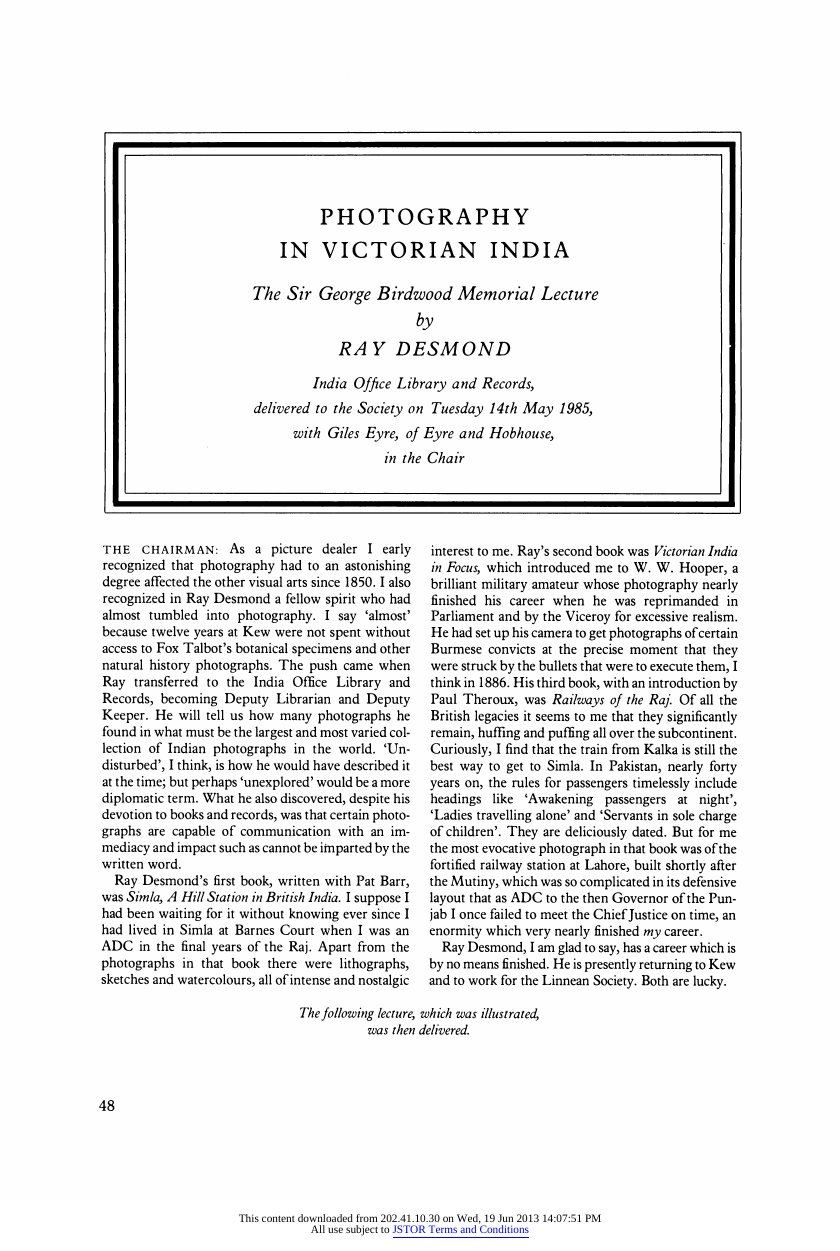 PHOTOGRAPHY
IN VICTORIAN INDIA
The Sir George Birdwood Memorial Lecture
by
RAY DESMOND
India Office Library and Records,
delivered to the Society on Tuesday 14th May 1985,
with Giles Eyre, of Eyre and Hobhouse,
in the Chair
THE CHAIRMAN: As a picture dealer I early
recognized that photography had to an astonishing
degree affected the other visual arts since 1850. I also
recognized in Ray Desmond a fellow spirit who had
almost tumbled into photography. I say ‘almost’
because twelve years at Kew were not spent without
access to Fox Talbot’s botanical specimens and other
natural history photographs. The push came when
Ray transferred to the India Office Library and
Records, becoming Deputy Librarian and Deputy
Keeper. He will tell us how many photographs he
found in what must be the largest and most varied col-
lection of Indian photographs in the world. ‘Un-
disturbed’, I think, is how he would have described it
at the time; but perhaps ‘unexplored’ would be a more
diplomatic term. What he also discovered, despite his
devotion to books and records, was that certain photo-
graphs are capable of communication with an im-
mediacy and impact such as cannot be imparted by the
written word.
Ray Desmond’s first book, written with Pat Barr,
was Simla, A Hill Station in British India. I suppose I
had been waiting for it without knowing ever since I
had lived in Simla at Barnes Court when I was an
ADC in the final years of the Raj. Apart from the
photographs in that book there were lithographs,
sketches and watercolours, all of intense and nostalgic
interest to me. Ray’s second book was Victorian India
in Focus, which introduced me to W. W. Hooper, a
brilliant military amateur whose photography nearly
finished his career when he was reprimanded in
Parliament and by the Viceroy for excessive realism.
He had set up his camera to get photographs of certain
Burmese convicts at the precise moment that they
were struck by the bullets that were to execute them, I
think in 1886. His third book, with an introduction by
Paul Theroux, was Railways of the Raj. Of all the
British legacies it seems to me that they significantly
remain, huffing and puffing all over the subcontinent.
Curiously, I find that the train from Kalka is still the
best way to get to Simla. In Pakistan, nearly forty
years on, the rules for passengers timelessly include
headings like ‘Awakening passengers at night’,
‘Ladies travelling alone’ and ‘Servants in sole charge
of children’. They are deliciously dated. But for me
the most evocative photograph in that book was of the
fortified railway station at Lahore, built shortly after
the Mutiny, which was so complicated in its defensive
layout that as ADC to the then Governor of the Pun-
jab I once failed to meet the Chief Justice on time, an
enormity which very nearly finished my career.
Ray Desmond, I am glad to say, has a career which is
by no means finished. He is presently returning to Kew
and to work for the Linnean Society. Both are lucky.
The following lecture, which was illustrated,
was then delivered.
48
This content downloaded from 202.41.10.30 on Wed, 19 Jun 2013 14:07:51 PM
All use subject to JSTOR Terms and Conditions